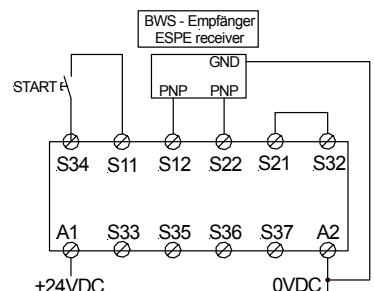 BWS - Empfänger
ESPE receiver
GND
START
PNP PNP
S34 S11 S12 S22 S21 S32
A1 S33 S35 S36 S37 A2
+24VDC 0VDC